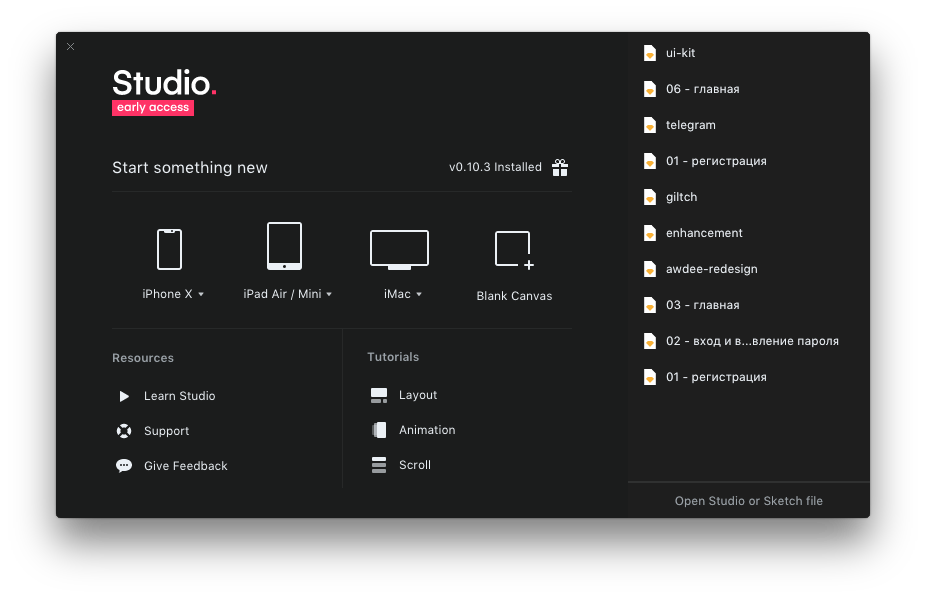 Studio.
early access
Start something new
v0.10.3 Installed
iPhone X
iPad Air / Mini
iMac
Blank Canvas
Resources
Learn Studio
Support
Give Feedback
Tutorials
Layout
Animation
Scroll
ui-kit
06 - главная
telegram
01 - регистрация
giltch
enhancement
awdee-redesign
03 - главная
02 - вход и в...вление пароля
01 - регистрация
Open Studio or Sketch file